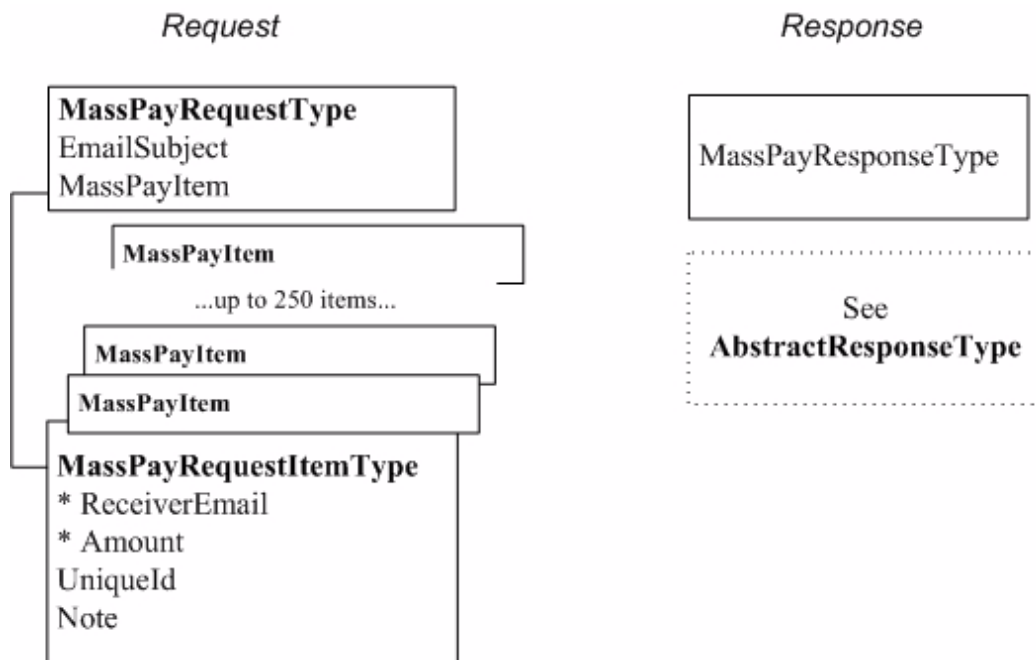 Request
MassPayRequestType
EmailSubject
MassPayItem
MassPayItem
...up to 250 items...
MassPayItem
MassPayItem
MassPayRequestItemType
* ReceiverEmail
* Amount
UniqueId
Note
Response
MassPayResponseType
See
AbstractResponseType